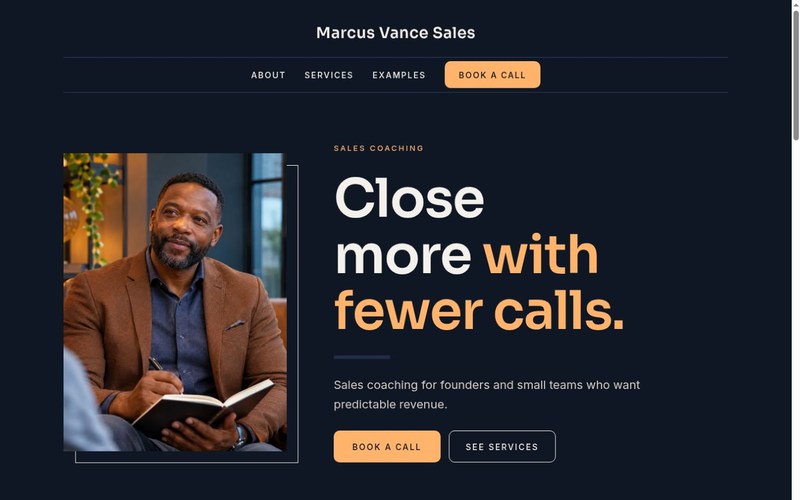 Marcus Vance Sales
ABOUT SERVICES EXAMPLES BOOK A CALL
SALES COACHING
Close
more with
fewer calls.
Sales coaching for founders and small teams who want
predictable revenue.
BOOK A CALL SEE SERVICES